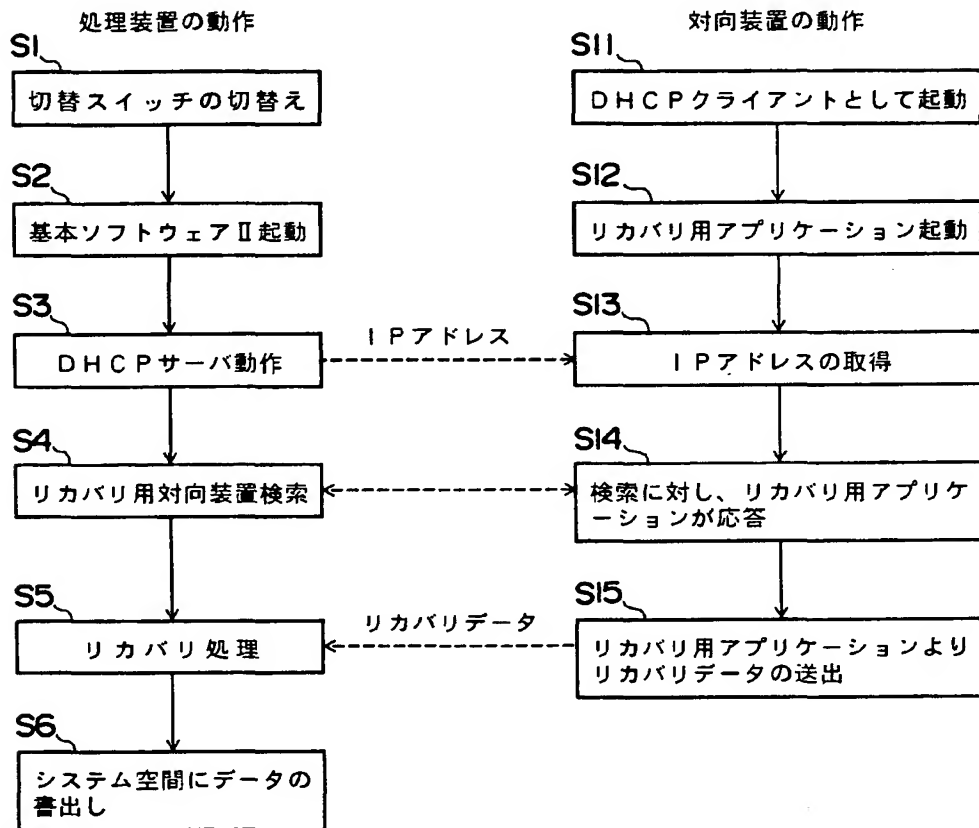 処理装置の動作
S1
切替スイッチの切替え
S2
基本ソフトウェアⅡ起動
S3
DHCPサーバ動作
S4
リカバリ用対向装置検索
S5
リカバリ処理
S6
システム空間にデータの
書出し
IPアドレス
リカバリデータ
対向装置の動作
S11
DHCPクライアントとして起動
S12
リカバリ用アプリケーション起動
S13
IPアドレスの取得
S14
検索に対し、リカバリ用アプリケ
ーションが応答
S15
リカバリ用アプリケーションより
リカバリデータの送出